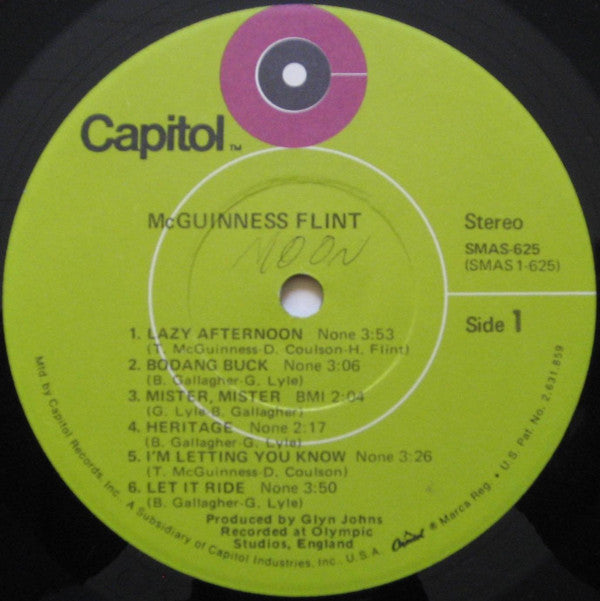 Capitol™
McGUINNESS FLINT
Stereo
NOON
SMAS-625
(SMAS 1-625)
Side 1
1. LAZY AFTERNOON None 3:53
(T. McGuinness-D. Coulson-H. Flint)
2. BODANG BUCK None 3:06
(B. Gallagher-G. Lyle)
3. MISTER, MISTER BMI 2:04
(G. Lyle-B. Gallagher)
4. HERITAGE None 2:17
(B. Gallagher-G. Lyle)
5. I'M LETTING YOU KNOW None 3:26
(T. McGuinness-D. Coulson)
6. LET IT RIDE None 3:50
(B. Gallagher-G. Lyle)
Produced by Glyn Johns
Recorded at Olympic
Studios, England
Mfd. by Capitol Records, Inc. A Subsidiary of Capitol Industries, Inc., U.S.A. Capitol ® Marca Reg. • U.S. Pat. No. 2,631,859